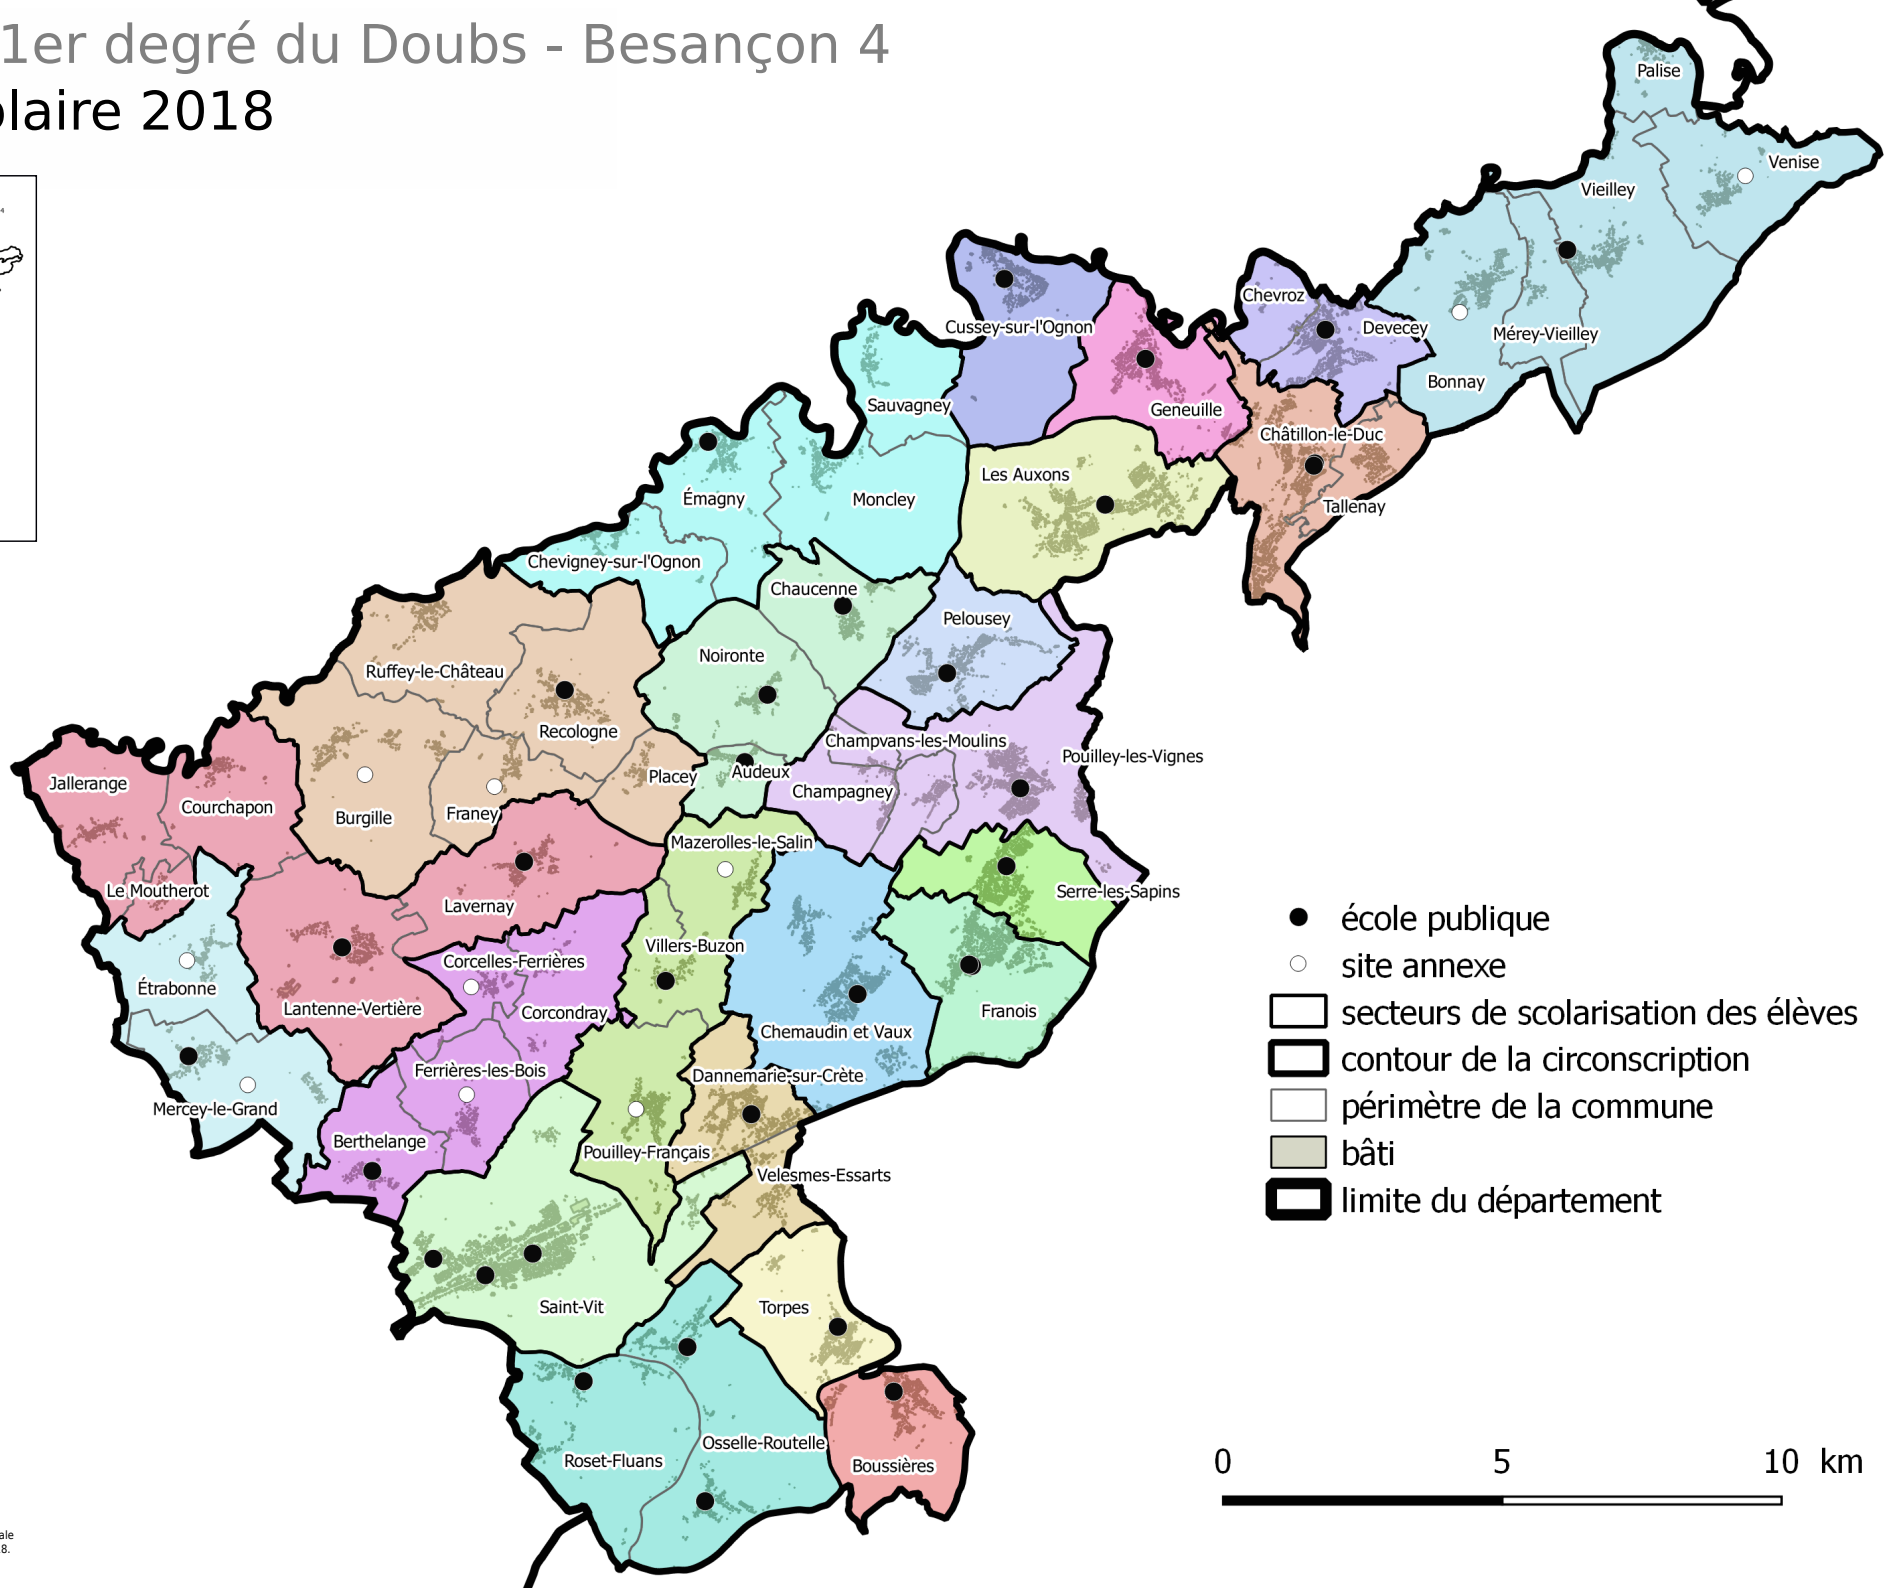 1er degré du Doubs - Besançon 4
olaire 2018
Palise
Venise
Vieilley
Chevroz
Cussey-sur-l'Ognon
Devecey
Mérey-Vieilley
Bonnay
Sauvagney
Geneuille
Châtillon-le-Duc
Les Auxons
Émagny
Moncley
Tallenay
Chevigney-sur-l'Ognon
Chaucenne
Pelousey
Noironte
Ruffey-le-Château
Recologne
Champvans-les-Moulins
Pouilley-les-Vignes
Placey
Audeux
Jallerange
Champagney
Courchapon
Burgille
Franey
Mazerolles-le-Salin
Le Moutherot
Serre-les-Sapins
Lavernay
école publique
Villers-Buzon
Corcelles-Ferrières
site annexe
Étrabonne
Lantenne-Vertière
Corcondray
Franois
secteurs de scolarisation des élèves
Chemaudin et Vaux
contour de la circonscription
Ferrières-les-Bois
Dannemarie-sur-Crète
Mercey-le-Grand
périmètre de la commune
Berthelange
Pouilley-Français
bâti
Velesmes-Essarts
limite du département
Saint-Vit
Torpes
Osselle-Routelle
Roset-Fluans
Boussières
0 5 10 km
ale
8.